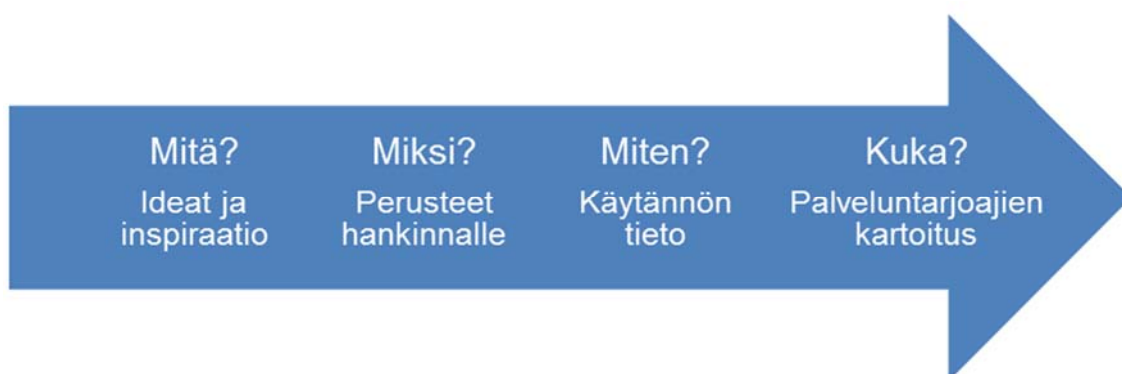 Mitä?
Ideat ja
inspiraatio
Miksi?
Perusteet
hankinnalle
Miten?
Käytännön
tieto
Kuka?
Palveluntarjoajien
kartoitus